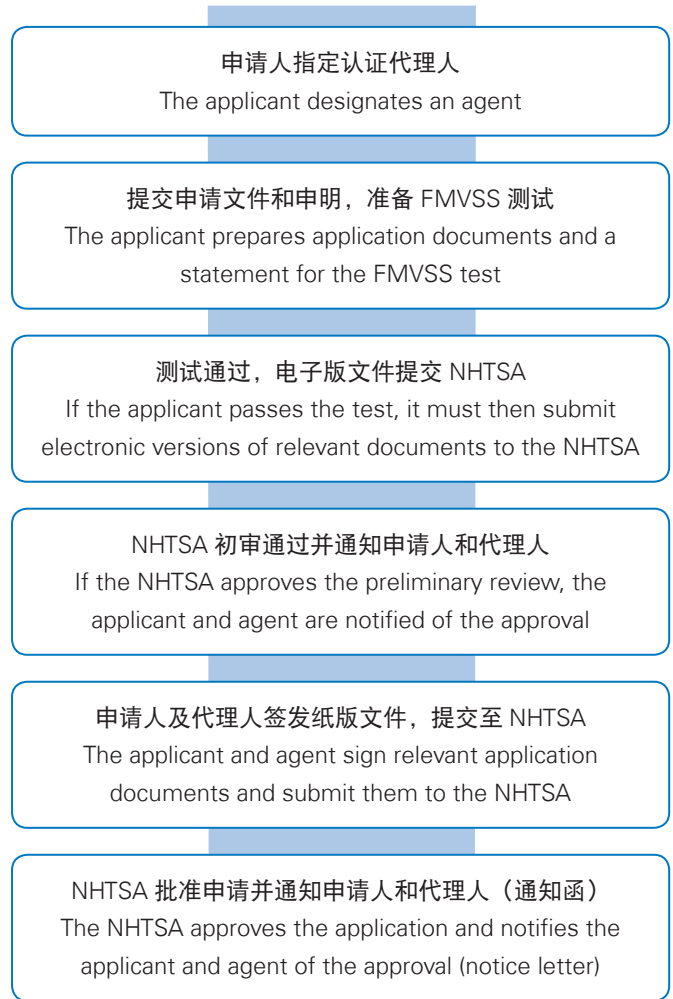 申请人指定认证代理人
The applicant designates an agent
提交申请文件和申明，准备 FMVSS 测试
The applicant prepares application documents and a
statement for the FMVSS test
测试通过，电子版文件提交 NHTSA
If the applicant passes the test, it must then submit
electronic versions of relevant documents to the NHTSA
NHTSA 初审通过并通知申请人和代理人
If the NHTSA approves the preliminary review, the
applicant and agent are notified of the approval
申请人及代理人签发纸版文件，提交至 NHTSA
The applicant and agent sign relevant application
documents and submit them to the NHTSA
NHTSA 批准申请并通知申请人和代理人（通知函）
The NHTSA approves the application and notifies the
applicant and agent of the approval (notice letter)